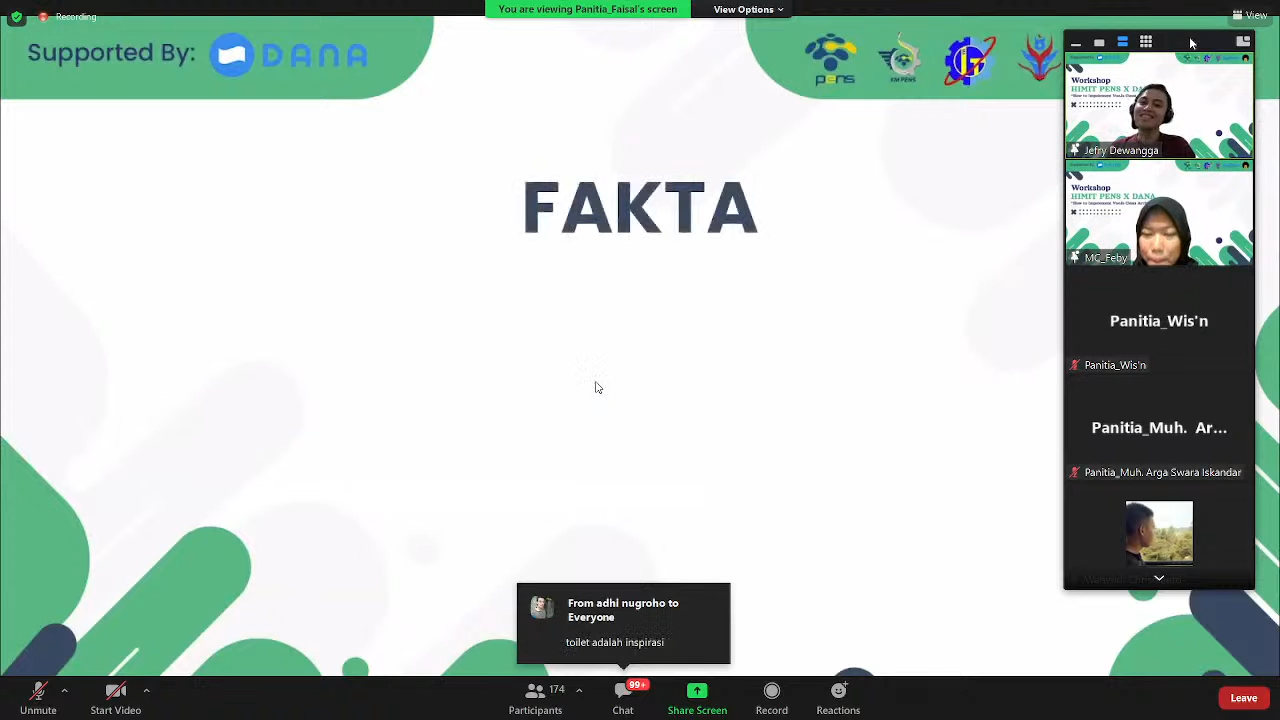 You are viewing Panitia_Faisal's screen
View Options
Recording
View
Supported By: DANA
pens
KM PENS
FAKTA
Workshop
HIMIT PENS X DANA
Jefry Dewangga
Workshop
HIMIT PENS X DANA
MC_Feby
Panitia_Wis'n
Panitia_Wis'n
Panitia_Muh. Ar...
Panitia_Muh. Arga Swara Iskandar
From adhi nugroho to
Everyone
toilet adalah inspirasi
174
99+
Unmute
Start Video
Participants
Chat
Share Screen
Record
Reactions
Leave